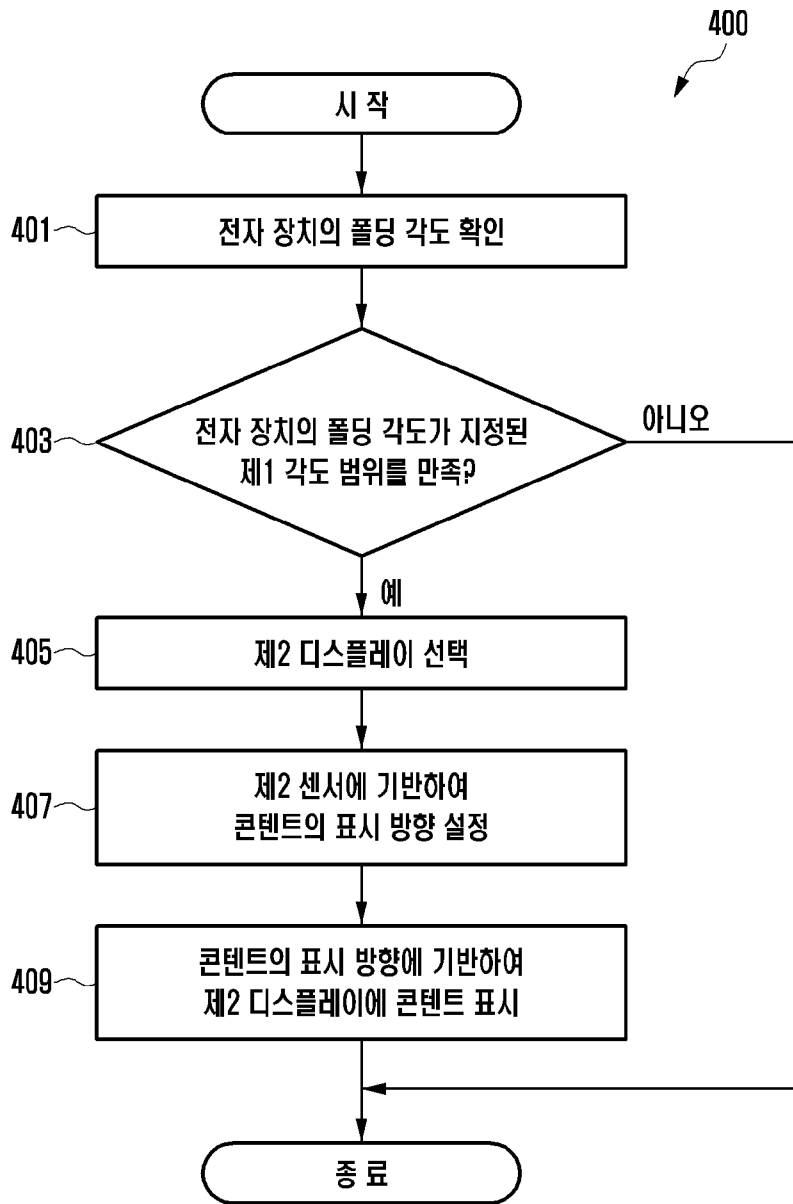 400
시 작
401
전자 장치의 폴딩 각도 확인
403
전자 장치의 폴딩 각도가 지정된
제1 각도 범위를 만족?
아니오
예
405
제2 디스플레이 선택
407
제2 센서에 기반하여
콘텐트의 표시 방향 설정
409
콘텐트의 표시 방향에 기반하여
제2 디스플레이에 콘텐트 표시
종 료